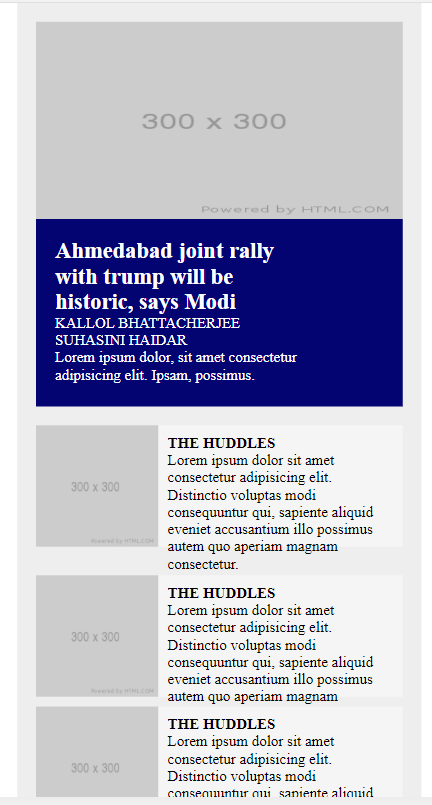 300 x 300
Powered by HTML.COM
Ahmedabad joint rally
with trump will be
historic, says Modi
KALLOL BHATTACHERJEE
SUHASINI HAIDAR
Lorem ipsum dolor, sit amet consectetur
adipisicing elit. Ipsam, possimus.
300 x 300
Powered by HTML.COM
THE HUDDLES
Lorem ipsum dolor sit amet
consectetur adipisicing elit.
Distinctio voluptas modi
consequuntur qui, sapiente aliquid
eveniet accusantium illo possimus
autem quo aperiam magnam
consectetur.
300 x 300
Powered by HTML.COM
THE HUDDLES
Lorem ipsum dolor sit amet
consectetur adipisicing elit.
Distinctio voluptas modi
consequuntur qui, sapiente aliquid
eveniet accusantium illo possimus
autem quo aperiam magnam
300 x 300
THE HUDDLES
Lorem ipsum dolor sit amet
consectetur adipisicing elit.
Distinctio voluptas modi
consequuntur qui, sapiente aliquid